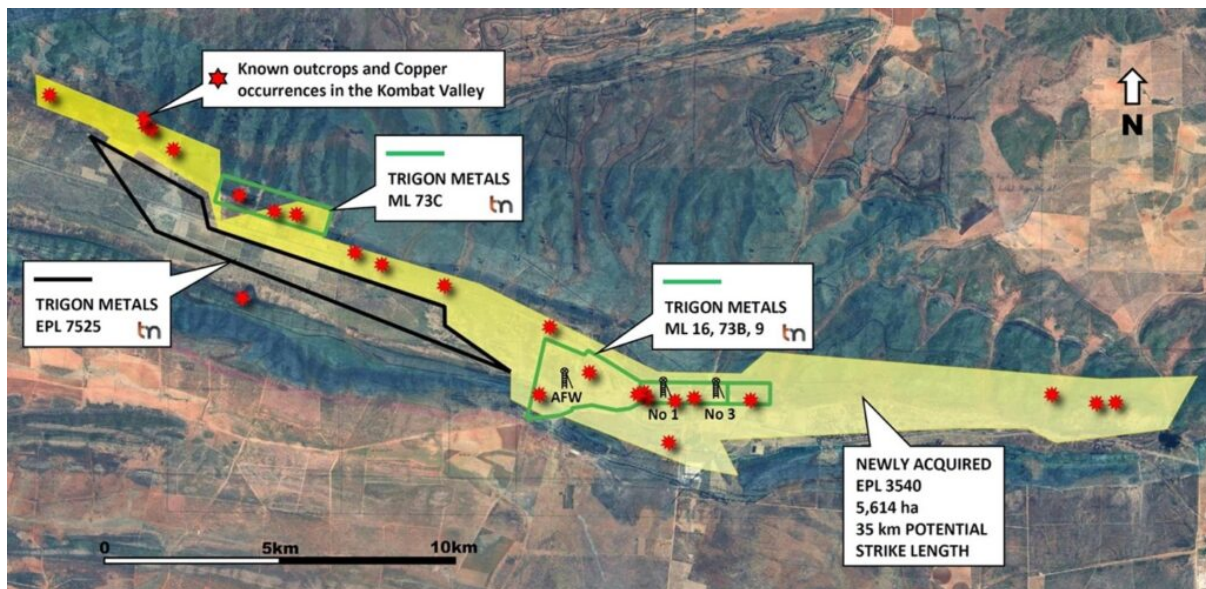 Known outcrops and Copper
occurrences in the Kombat Valley
N
TRIGON METALS
ML 73C
tn
TRIGON METALS
EPL 7525
tn
TRIGON METALS
ML 16, 73B, 9
tn
AFW
No 1
No 3
NEWLY ACQUIRED
EPL 3540
5,614 ha
35 km POTENTIAL
STRIKE LENGTH
0
5km
10km